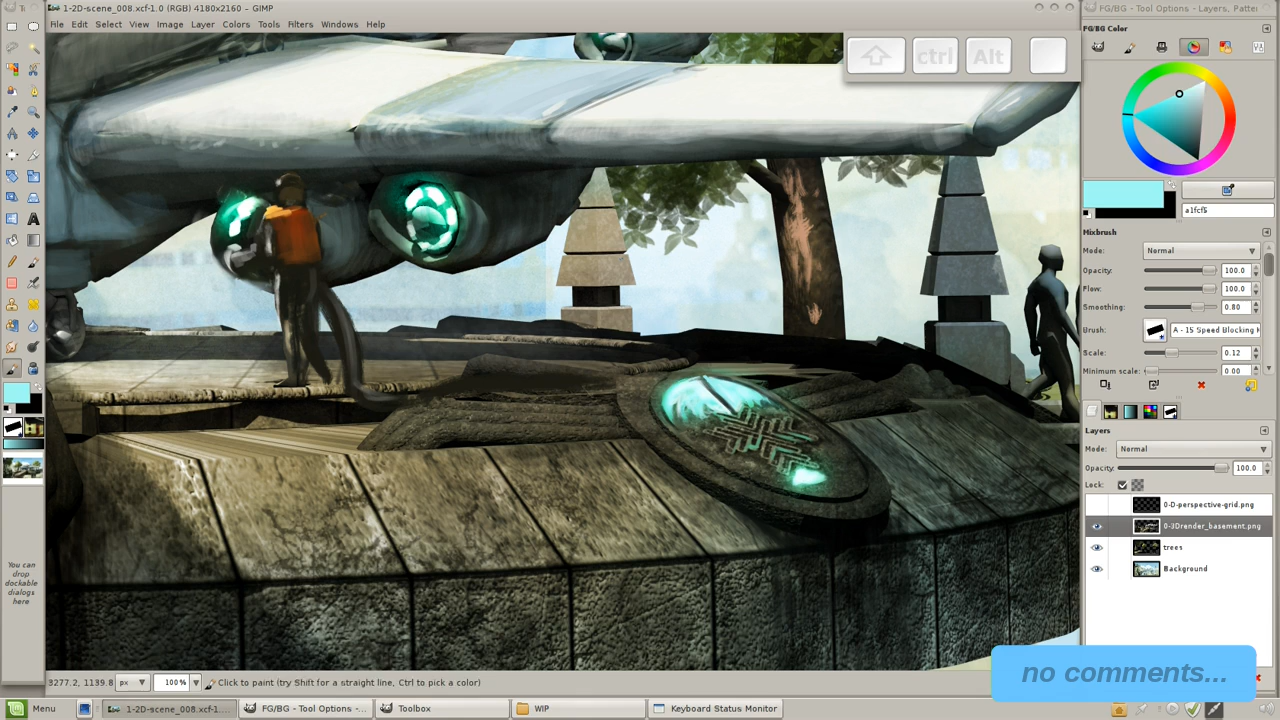 1-2D-scene_008.xcf-1.0 (RGB) 4180x2160 – GIMP
FG/BG - Tool Options - Layers, Patte
File Edit Select View Image Layer Colors Tools Filters Windows Help
FG/BG Color
ctrl Alt
a1fcf5
Mixbrush
Mode: Normal
Opacity: 100.0
Flow: 100.0
Smoothing: 0.80
Brush: A - 15 Speed Blocking
Scale: 0.12
Minimum scale: 0.00
Layers
Mode: Normal
Opacity: 100.0
Lock:
0-D-perspective-grid.png
0-3Drender_basement.png
trees
Background
You can
drop
dockable
dialogs
here
no comments...
3277.2, 1139.8 px 100% Click to paint (try Shift for a straight line, Ctrl to pick a color)
Menu 1-2D-scene_008.xcf-1.... FG/BG - Tool Options -... Toolbox WIP Keyboard Status Monitor